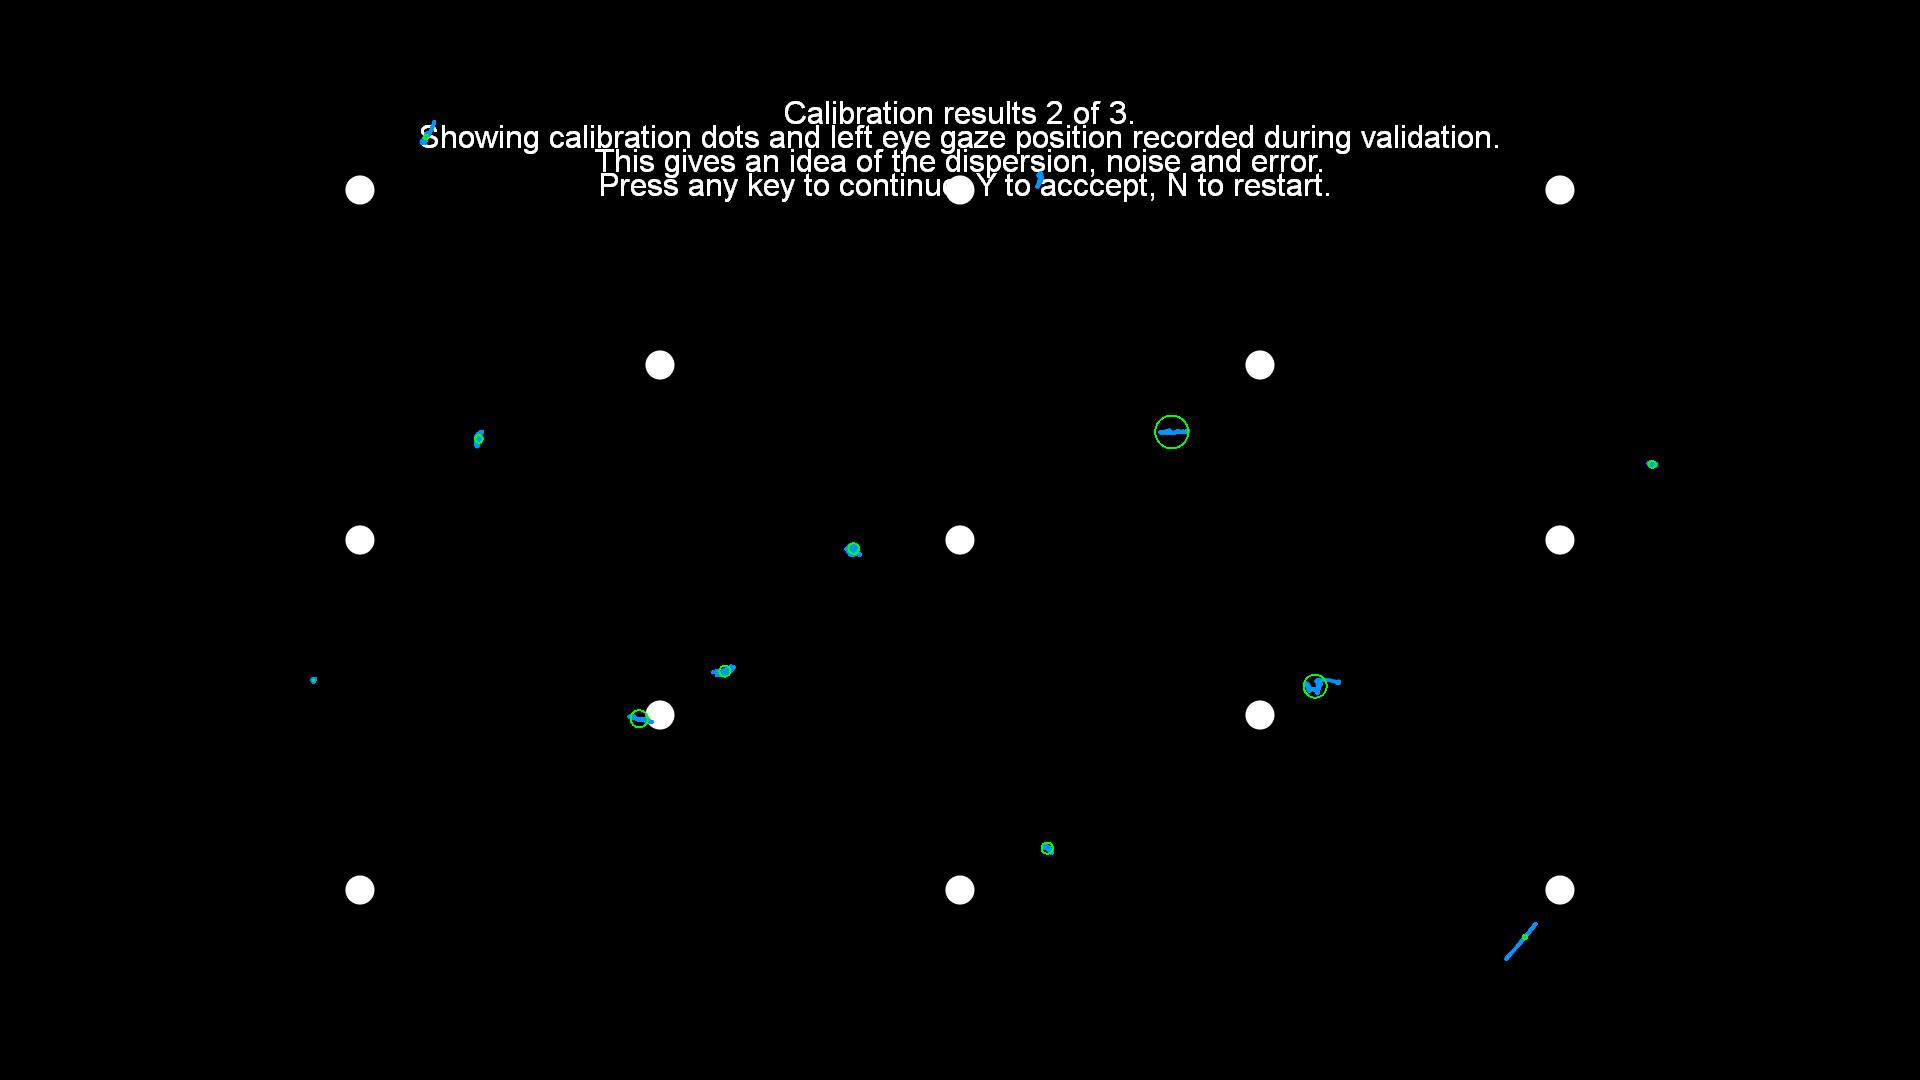 Calibration results 2 of 3.
Showing calibration dots and left eye gaze position recorded during validation.
This gives an idea of the dispersion, noise and error.
Press any key to continue, Y to acccept, N to restart.